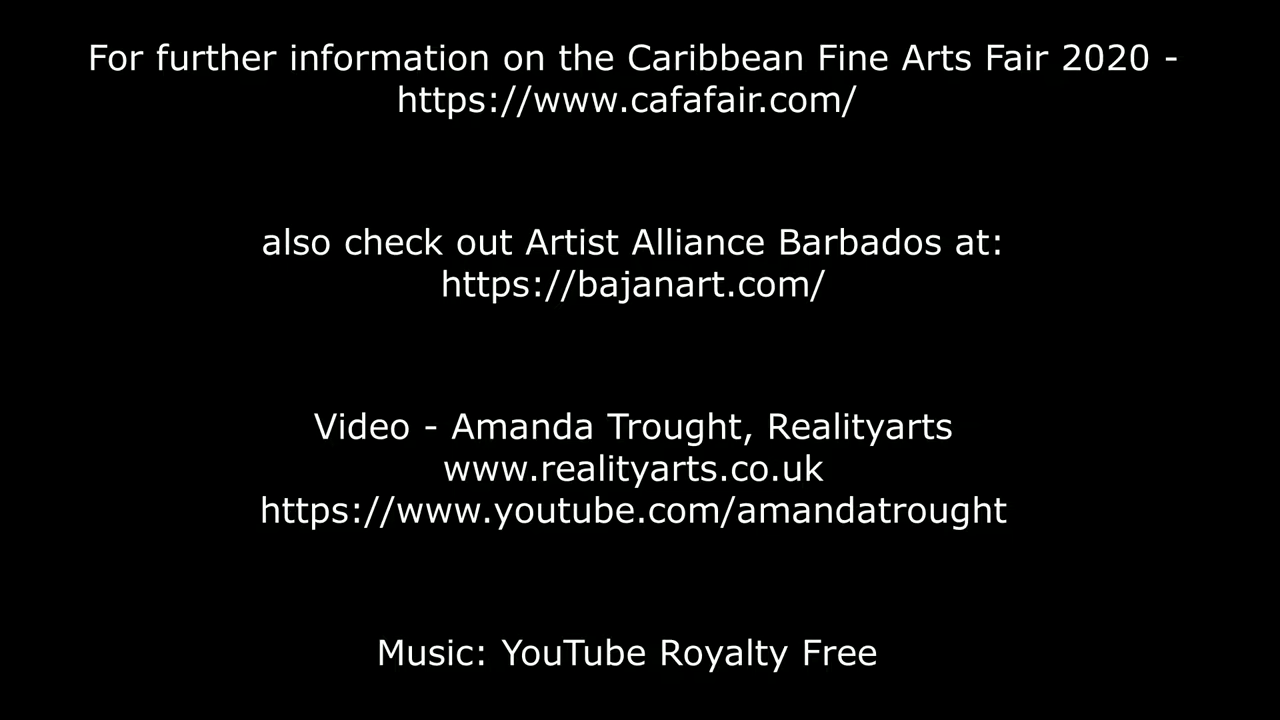 For further information on the Caribbean Fine Arts Fair 2020 -
https://www.cafafair.com/
also check out Artist Alliance Barbados at:
https://bajanart.com/
Video - Amanda Trought, Realityarts
www.realityarts.co.uk
https://www.youtube.com/amandatrought
Music: YouTube Royalty Free